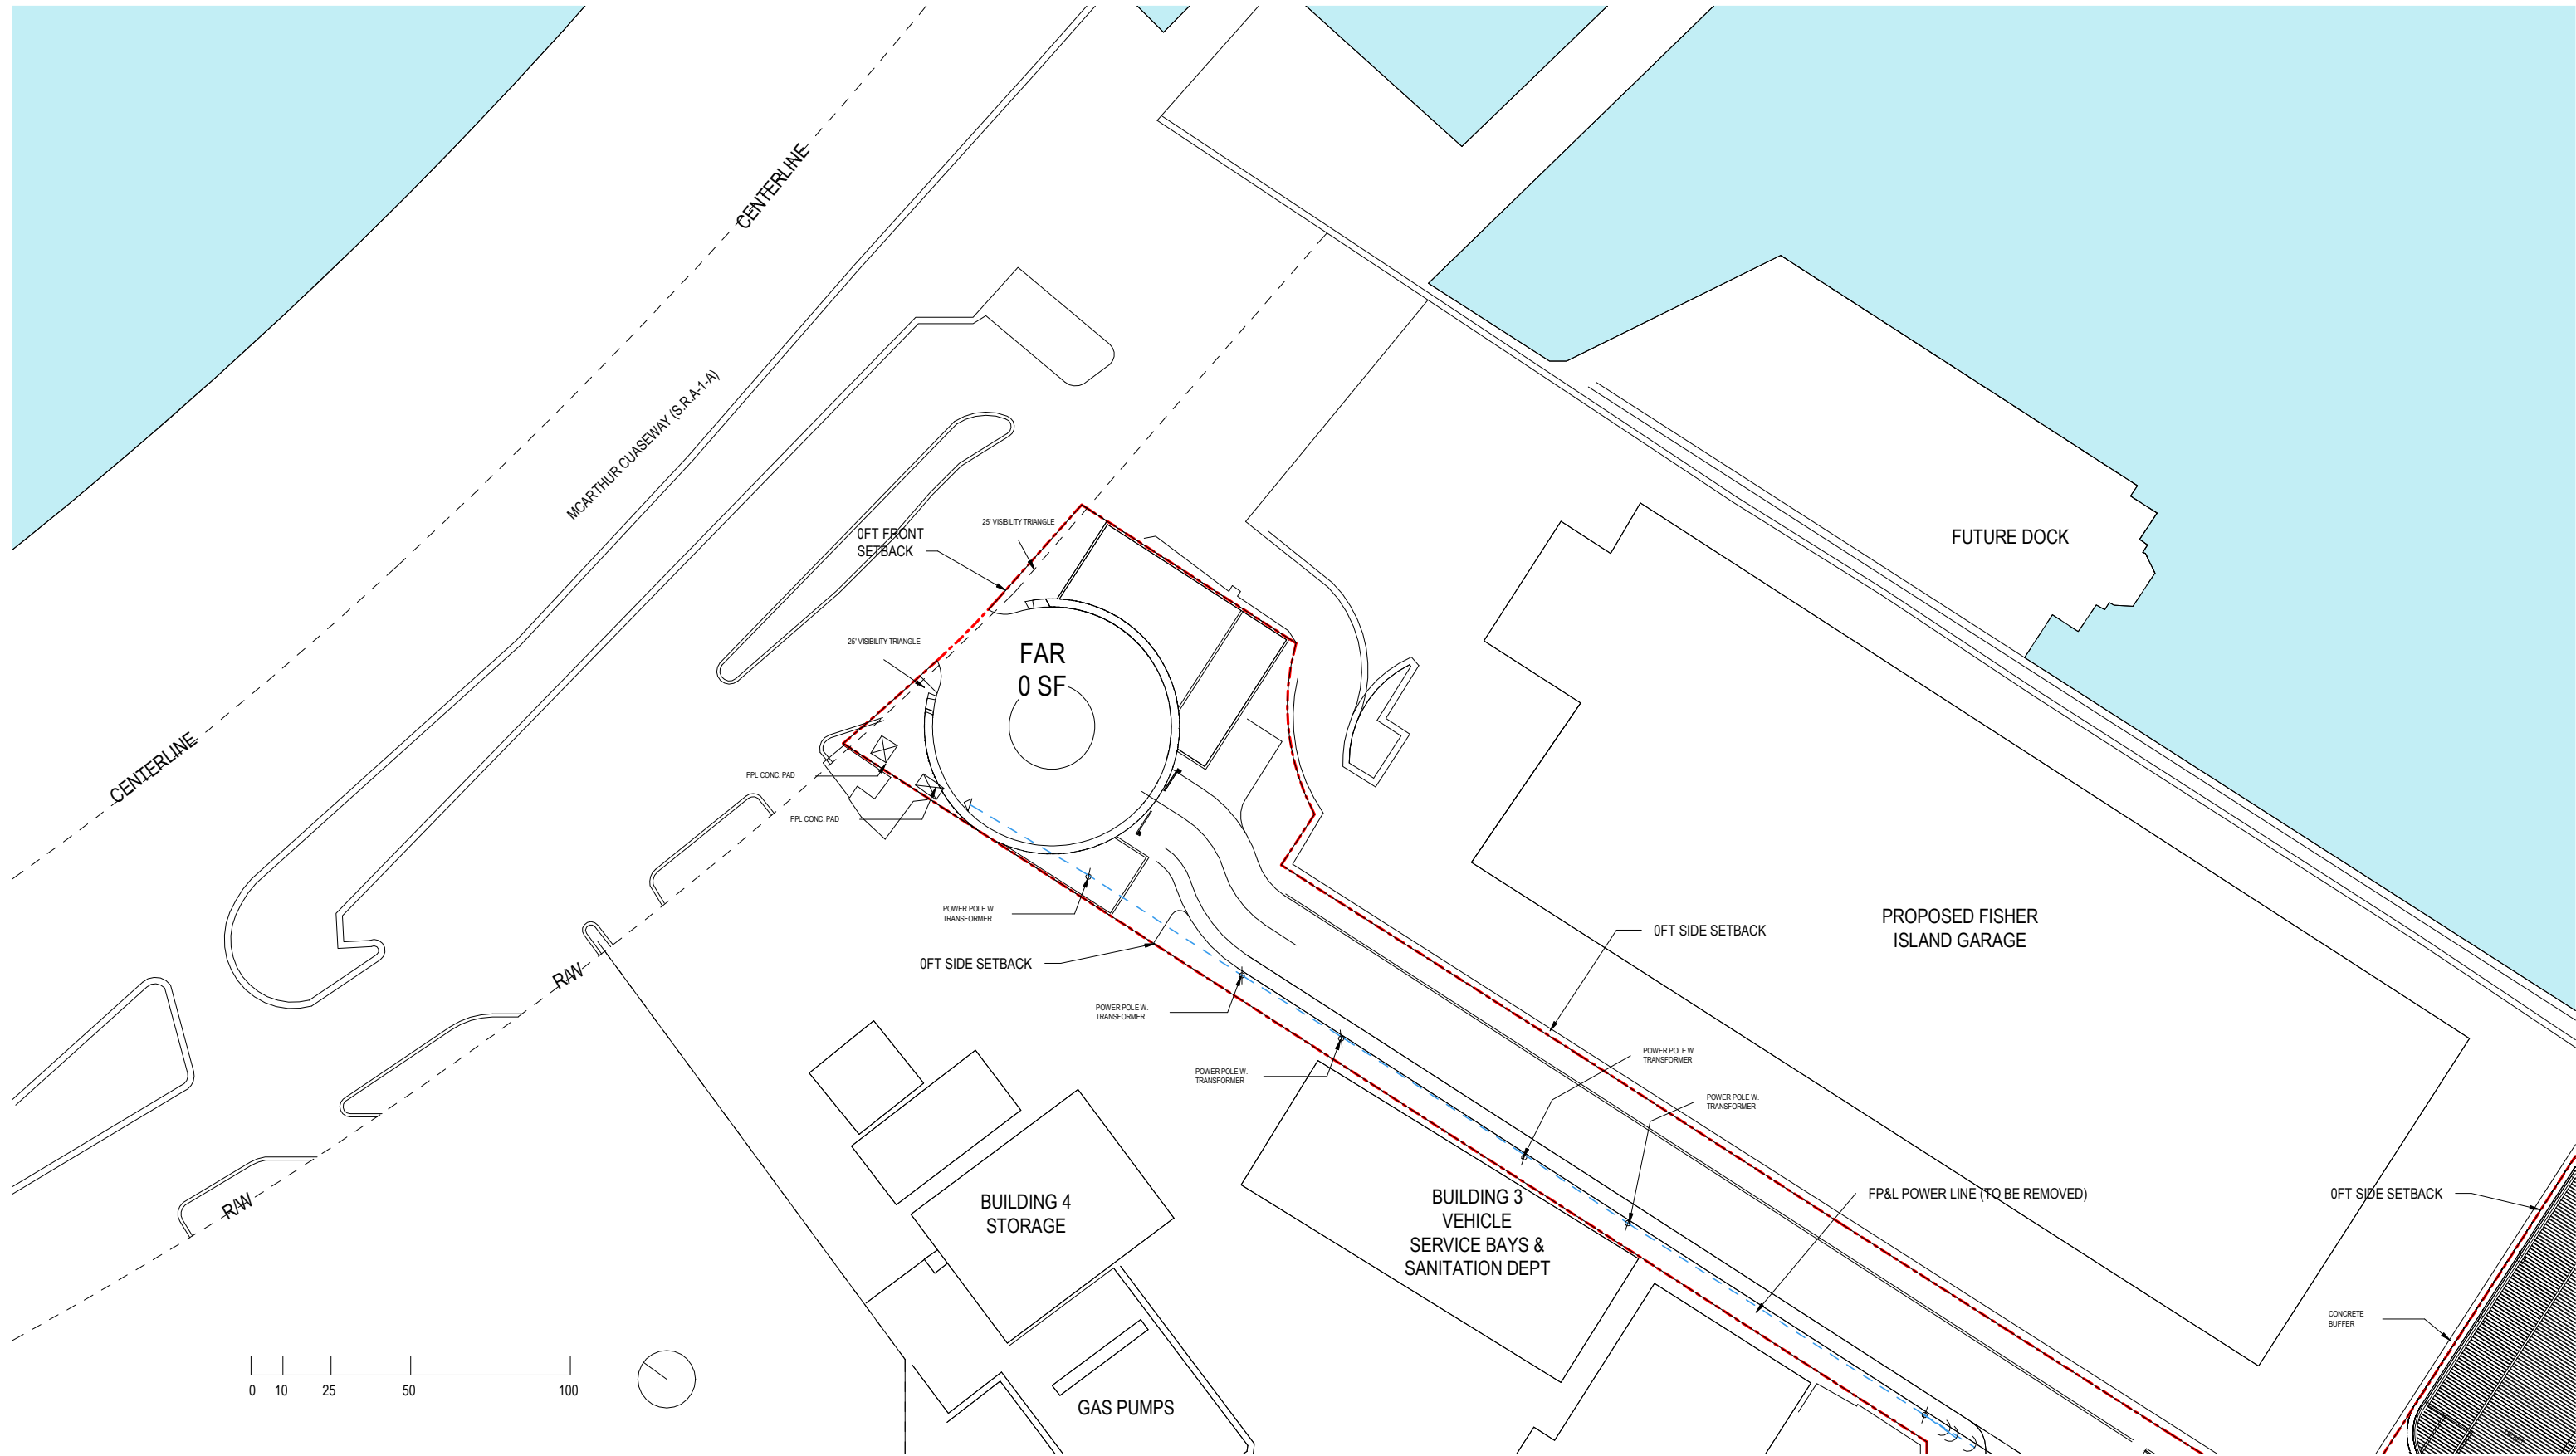 CENTERLINE
MCARTHUR CUASEWAY (S.R.A-1-A)
0FT FRONT
SETBACK
25' VISIBILITY TRIANGLE
FUTURE DOCK
25' VISIBILITY TRIANGLE
FAR
0 SF
CENTERLINE
FPL CONC. PAD
FPL CONC. PAD
POWER POLE W.
TRANSFORMER
PROPOSED FISHER
ISLAND GARAGE
0FT SIDE SETBACK
0FT SIDE SETBACK
R/W
POWER POLE W.
TRANSFORMER
POWER POLE W.
TRANSFORMER
POWER POLE W.
TRANSFORMER
POWER POLE W.
TRANSFORMER
R/W
BUILDING 4
STORAGE
BUILDING 3
VEHICLE
SERVICE BAYS &
SANITATION DEPT
FP&L POWER LINE (TO BE REMOVED)
0FT SIDE SETBACK
CONCRETE
BUFFER
0 10 25 50 100
GAS PUMPS